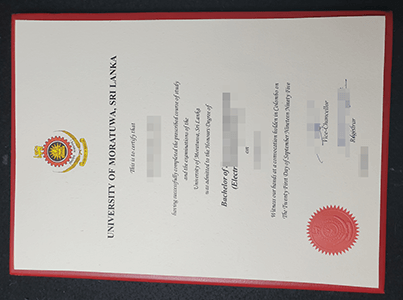 UNIVERSITY OF MORATUWA, SRI LANKA
This is to certify that
having successfully completed the prescribed course of study
and the examinations of the
University of Moratuwa, Sri Lanka
was admitted to the Honours Degree of
Bachelor of
(Electr
on
Witness our hands at a convocation holden in Colombo on
The Twenty First Day of September Nineteen Ninety Five
Vice-Chancellor
Registrar